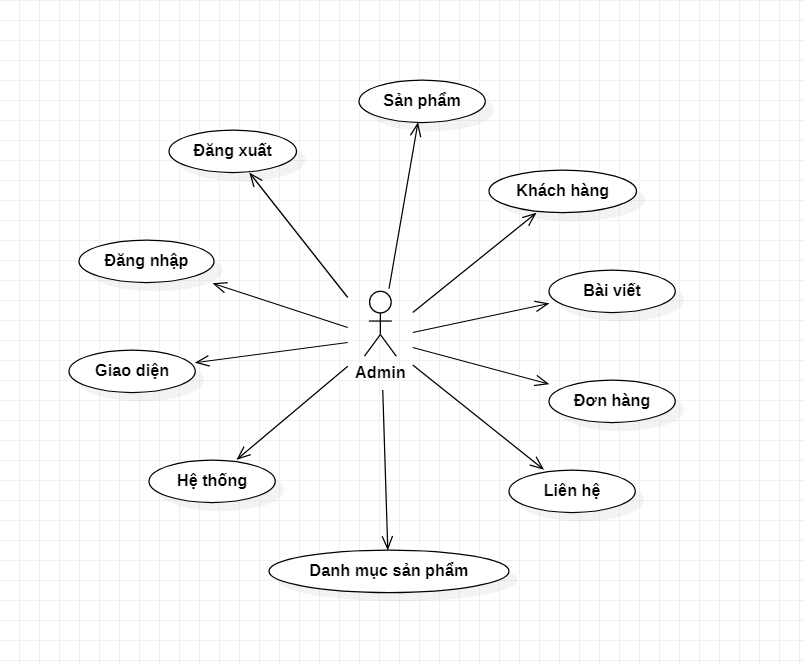 Sản phẩm
Đăng xuất
Khách hàng
Đăng nhập
Bài viết
Giao diện
Admin
Đơn hàng
Hệ thống
Liên hệ
Danh mục sản phẩm